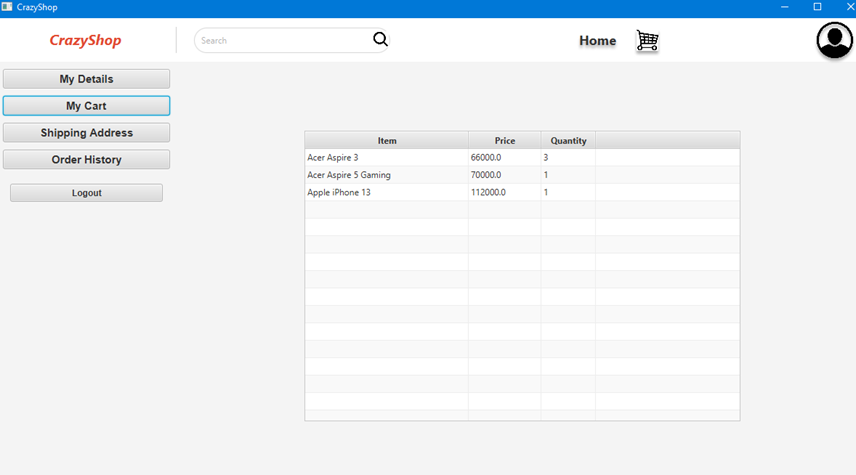 CrazyShop
CrazyShop
Search
Home
My Details
My Cart
Shipping Address
Order History
Logout
Item Price Quantity
Acer Aspire 3 66000.0 3
Acer Aspire 5 Gaming 70000.0 1
Apple iPhone 13 112000.0 1